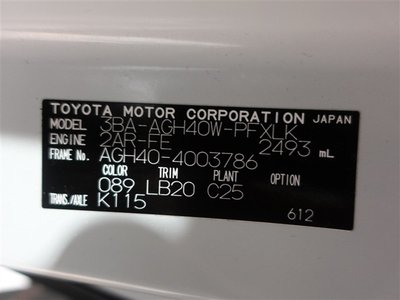 TOYOTA MOTOR CORPORATION JAPAN
MODEL 3BA-AGH40W-PFXLK
ENGINE 2AR-FE 2493 mL
FRAME No. AGH40-4003786
COLOR TRIM PLANT OPTION
089 LB20 C25
TRANS./AXLE K115
612